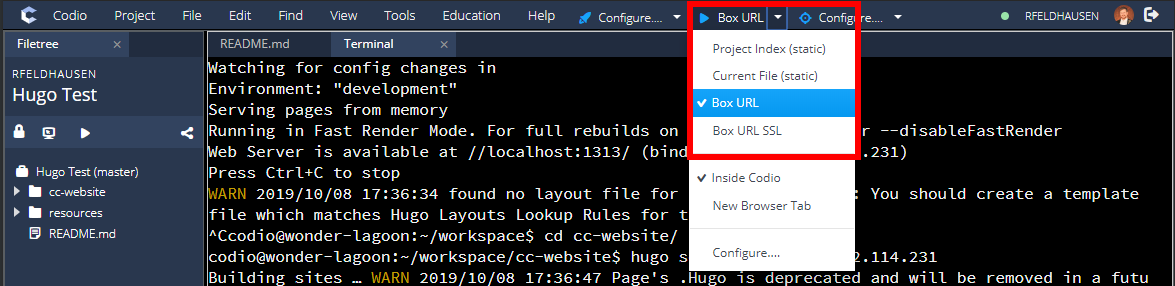 Codio Project File Edit Find View Tools Education Help Configure.... Box URL Configure.... RFELDHAUSEN
Filetree
README.md Terminal
RFELDHAUSEN
Hugo Test
Hugo Test (master)
cc-website
resources
README.md
Watching for config changes in
Environment: "development"
Serving pages from memory
Running in Fast Render Mode. For full rebuilds on --disableFastRender
Web Server is available at //localhost:1313/ .231)
Press Ctrl+C to stop
WARN 2019/10/08 17:36:34 found no layout file for : You should create a template
file which matches Hugo Layouts Lookup Rules for
^Ccodio@wonder-lagoon:~/workspace$ cd cc-website/
codio@wonder-lagoon:~/workspace/cc-website$ hugo 2.114.231
Building sites … WARN 2019/10/08 17:36:47 Page's .Hugo is deprecated and will be removed in a futu
Project Index (static)
Current File (static)
Box URL
Box URL SSL
Inside Codio
New Browser Tab
Configure....